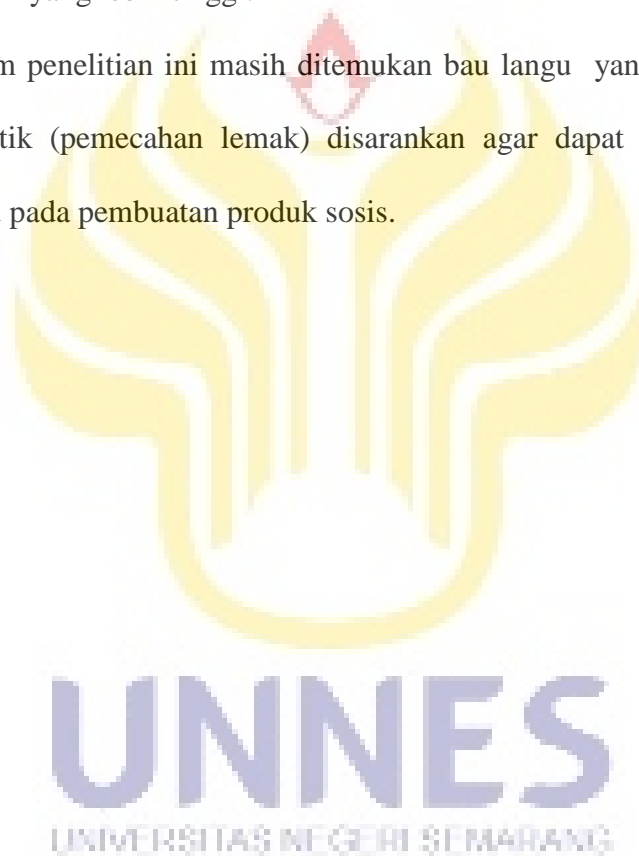 m penelitian ini masih ditemukan bau langu yan
tik (pemecahan lemak) disarankan agar dapat
pada pembuatan produk sosis.
UNNES
UNIVERSITAS NEGERI SEMARANG